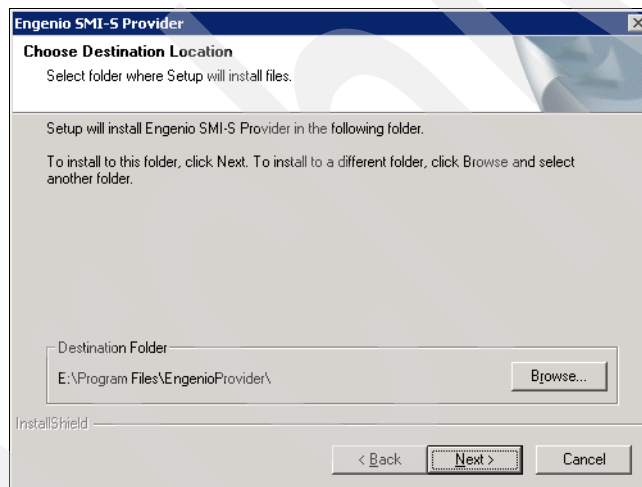 Engenio SMI-S Provider
Choose Destination Location
Select folder where Setup will install files.
Setup will install Engenio SMI-S Provider in the following folder.
To install to this folder, click Next. To install to a different folder, click Browse and select
another folder.
Destination Folder
E:\Program Files\EngenioProvider\
Browse...
InstallShield
< Back
Next >
Cancel